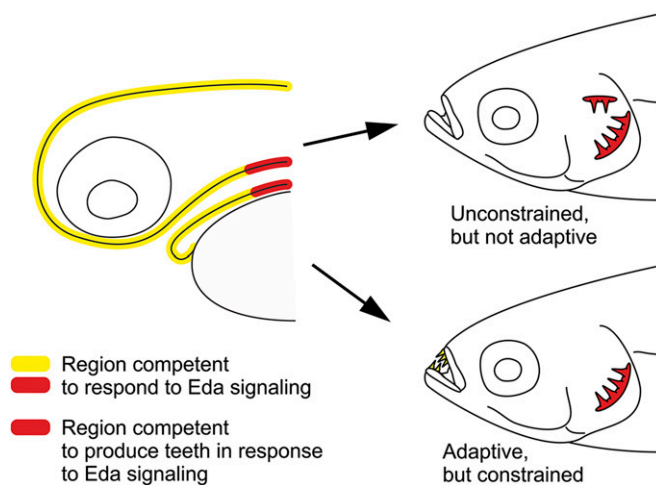 Unconstrained,
but not adaptive
Region competent
to respond to Eda signaling
Region competent
to produce teeth in response
to Eda signaling
Adaptive,
but constrained